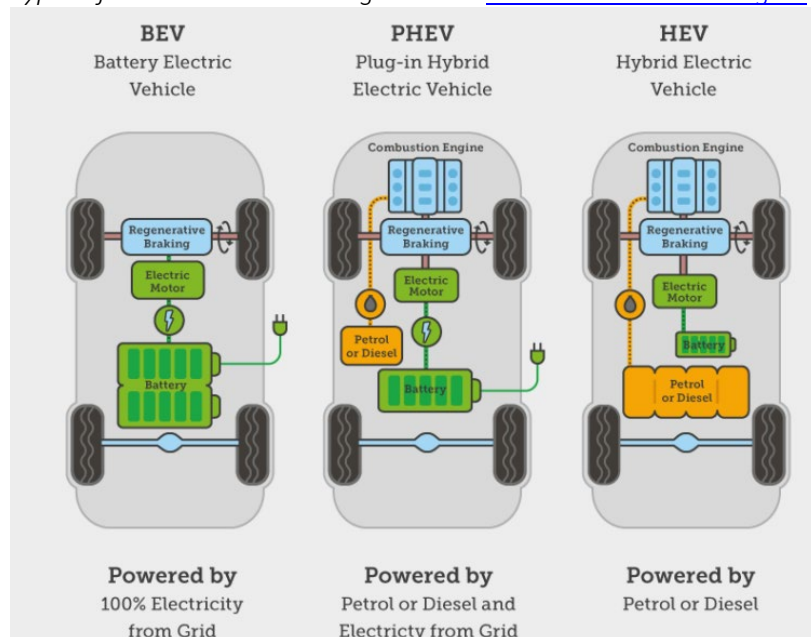 BEV
Battery Electric
Vehicle
PHEV
Plug-in Hybrid
Electric Vehicle
HEV
Hybrid Electric
Vehicle
Regenerative
Braking
Electric
Motor
Battery
Combustion Engine
Regenerative
Braking
Electric
Motor
Petrol
or Diesel
Battery
Combustion Engine
Regenerative
Braking
Electric
Motor
Battery
Petrol
or Diesel
Powered by
100% Electricity
from Grid
Powered by
Petrol or Diesel and
Electricty from Grid
Powered by
Petrol or Diesel